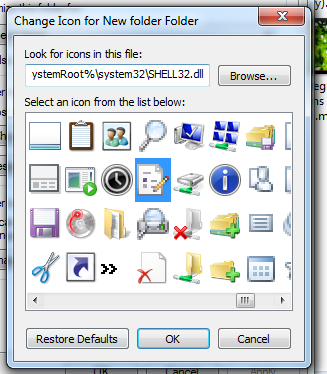 Change Icon for New folder Folder
Look for icons in this file:
ystemRoot%\system32\SHELL32.dll
Browse...
Select an icon from the list below:
Restore Defaults
OK
Cancel